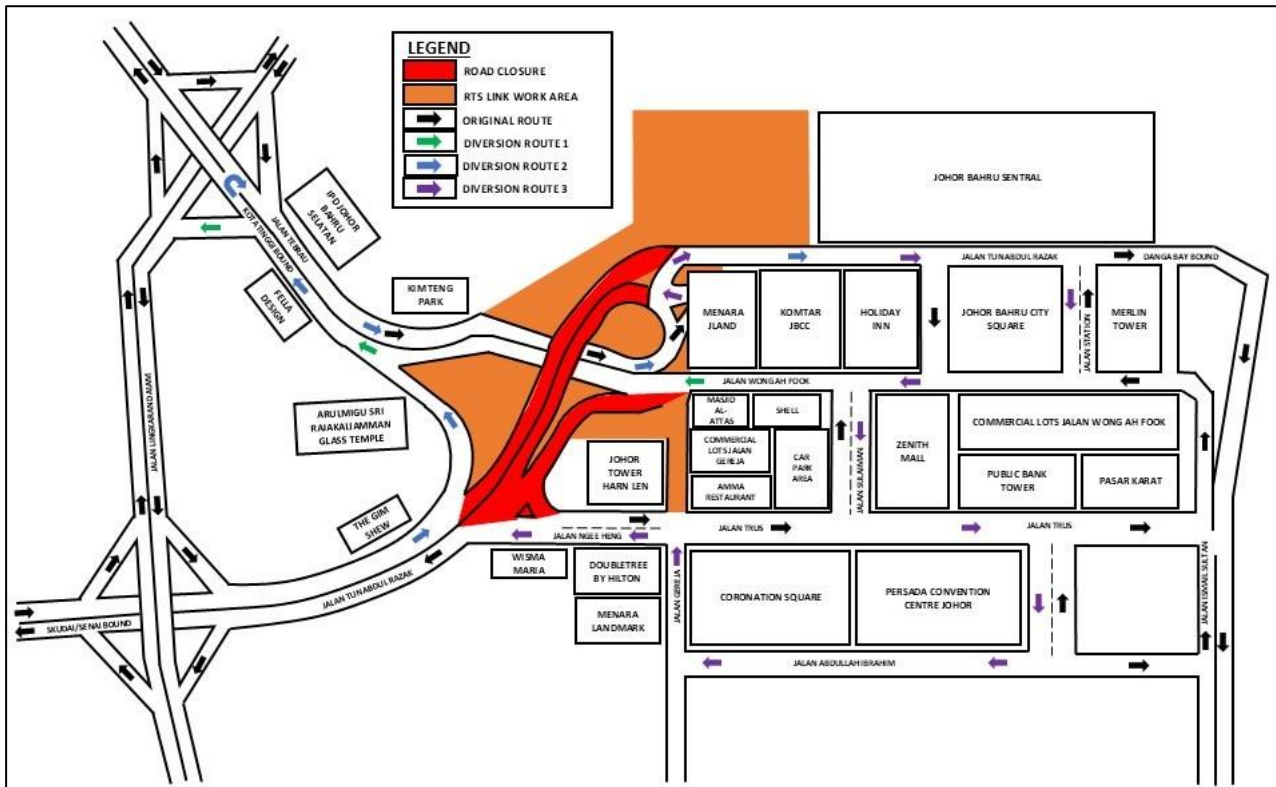 LEGEND
ROAD CLOSURE
RTS LINK WORK AREA
ORIGINAL ROUTE
DIVERSION ROUTE 1
DIVERSION ROUTE 2
DIVERSION ROUTE 3
JOHOR BAHRU SENTRAL
IPD JOHOR
BAHRU
SELATAN
JALAN TEBRAU
KOTA TINGGI BOUND
FELLA
DESIGN
KIM TENG
PARK
JALAN TUN ABDUL RAZAK
DANGA BAY BOUND
MENARA
JLAND
KOMTAR
JBCC
HOLIDAY
INN
JOHOR BAHRU CITY
SQUARE
JALAN STATION
MERLIN
TOWER
JALAN WONG AH FOOK
JALAN LINGKARAN DALAM
ARULMIGU SRI
RAJAKALIAMMAN
GLASS TEMPLE
MASJID
AL-
ATTAS
SHELL
COMMERCIAL
LOTS JALAN
GEREJA
CAR
PARK
AREA
AMMA
RESTAURANT
JALAN SULAIMAN
ZENITH
MALL
COMMERCIAL LOTS JALAN WONG AH FOOK
PUBLIC BANK
TOWER
PASAR KARAT
JOHOR
TOWER
HARN LEN
THE GIM
SHEW
JALAN TRUS
JALAN TRUS
JALAN NGEE HENG
WISMA
MARIA
DOUBLETREE
BY HILTON
MENARA
LANDMARK
JALAN GEREJA
CORONATION SQUARE
PERSADA CONVENTION
CENTRE JOHOR
JALAN ISMAIL SULTAN
JALAN TUN ABDUL RAZAK
SKUDAI/SENAI BOUND
JALAN ABDULLAH IBRAHIM